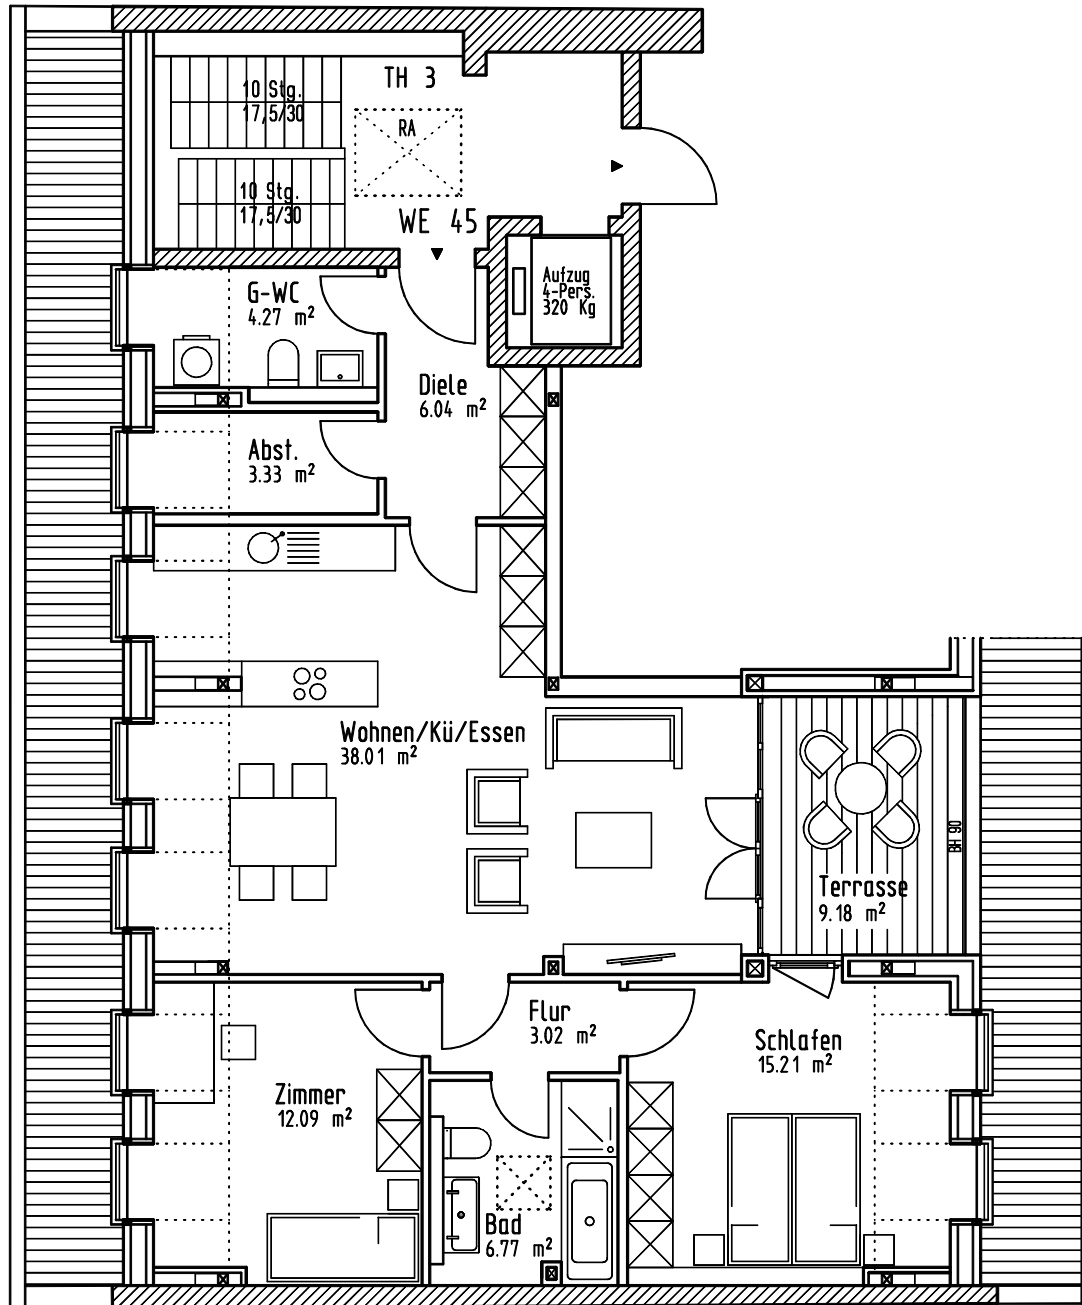 TH 3
10 Stg.
17,5/30
RA
10 Stg.
17,5/30
WE 45
Aufzug
4-Pers.
320 Kg
G-WC
4.27 m²
Diele
6.04 m²
Abst.
3.33 m²
Wohnen/Kü/Essen
38.01 m²
BH 90
Terrasse
9.18 m²
Flur
3.02 m²
Schlafen
15.21 m²
Zimmer
12.09 m²
Bad
6.77 m²